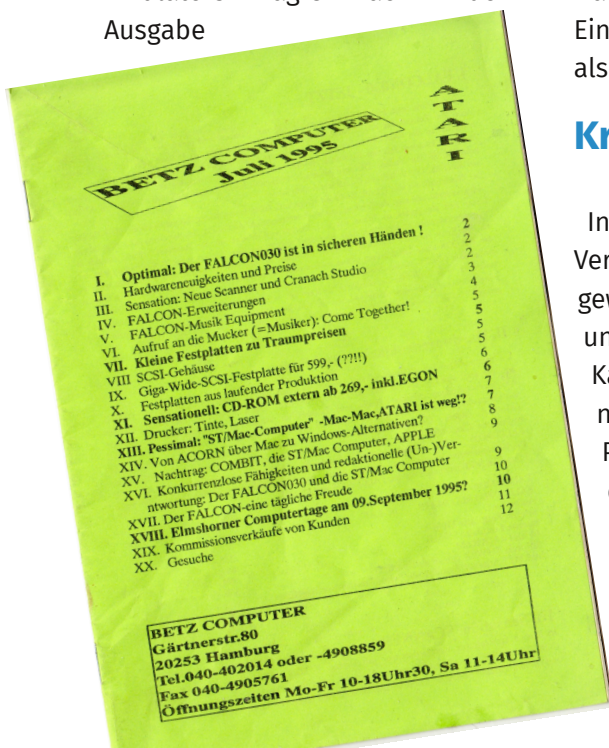 Ausgabe
BETZ COMPUTER
Juli 1995
ATARI
I. Optimal: Der FALCON030 ist in sicheren Händen ! 2
II. Hardwareneuigkeiten und Preise 2
III. Sensation: Neue Scanner und Cranach Studio 2
IV. FALCON-Erweiterungen 3
V. FALCON-Musik Equipment 4
VI. Aufruf an die Mucker (=Musiker): Come Together! 5
VII. Kleine Festplatten zu Traumpreisen 5
VIII SCSI-Gehäuse 5
IX. Giga-Wide-SCSI-Festplatte für 599,- (??!!) 5
X. Festplatten aus laufender Produktion 6
XI. Sensationell: CD-ROM extern ab 269,- inkl.EGON 6
XII. Drucker: Tinte, Laser 7
XIII. Pessimal: "ST/Mac-Computer" -Mac-Mac,ATARI ist weg!? 7
XIV. Von ACORN über Mac zu Windows-Alternativen? 8
XV. Nachtrag: COMBIT, die ST/Mac Computer, APPLE 9
XVI. Konkurrenzlose Fähigkeiten und redaktionelle (Un-)Ver-
ntwortung: Der FALCON030 und die ST/Mac Computer 9
XVII. Der FALCON-eine tägliche Freude 10
XVIII. Elmshorner Computertage am 09.September 1995? 10
XIX. Kommissionsverkäufe von Kunden 11
XX. Gesuche 12
BETZ COMPUTER
Gärtnerstr.80
20253 Hamburg
Tel.040-402014 oder -4908859
Fax 040-4905761
Öffnungszeiten Mo-Fr 10-18Uhr30, Sa 11-14Uhr
Ein
als
Kr
In
Ver
gew
un
Ka
n